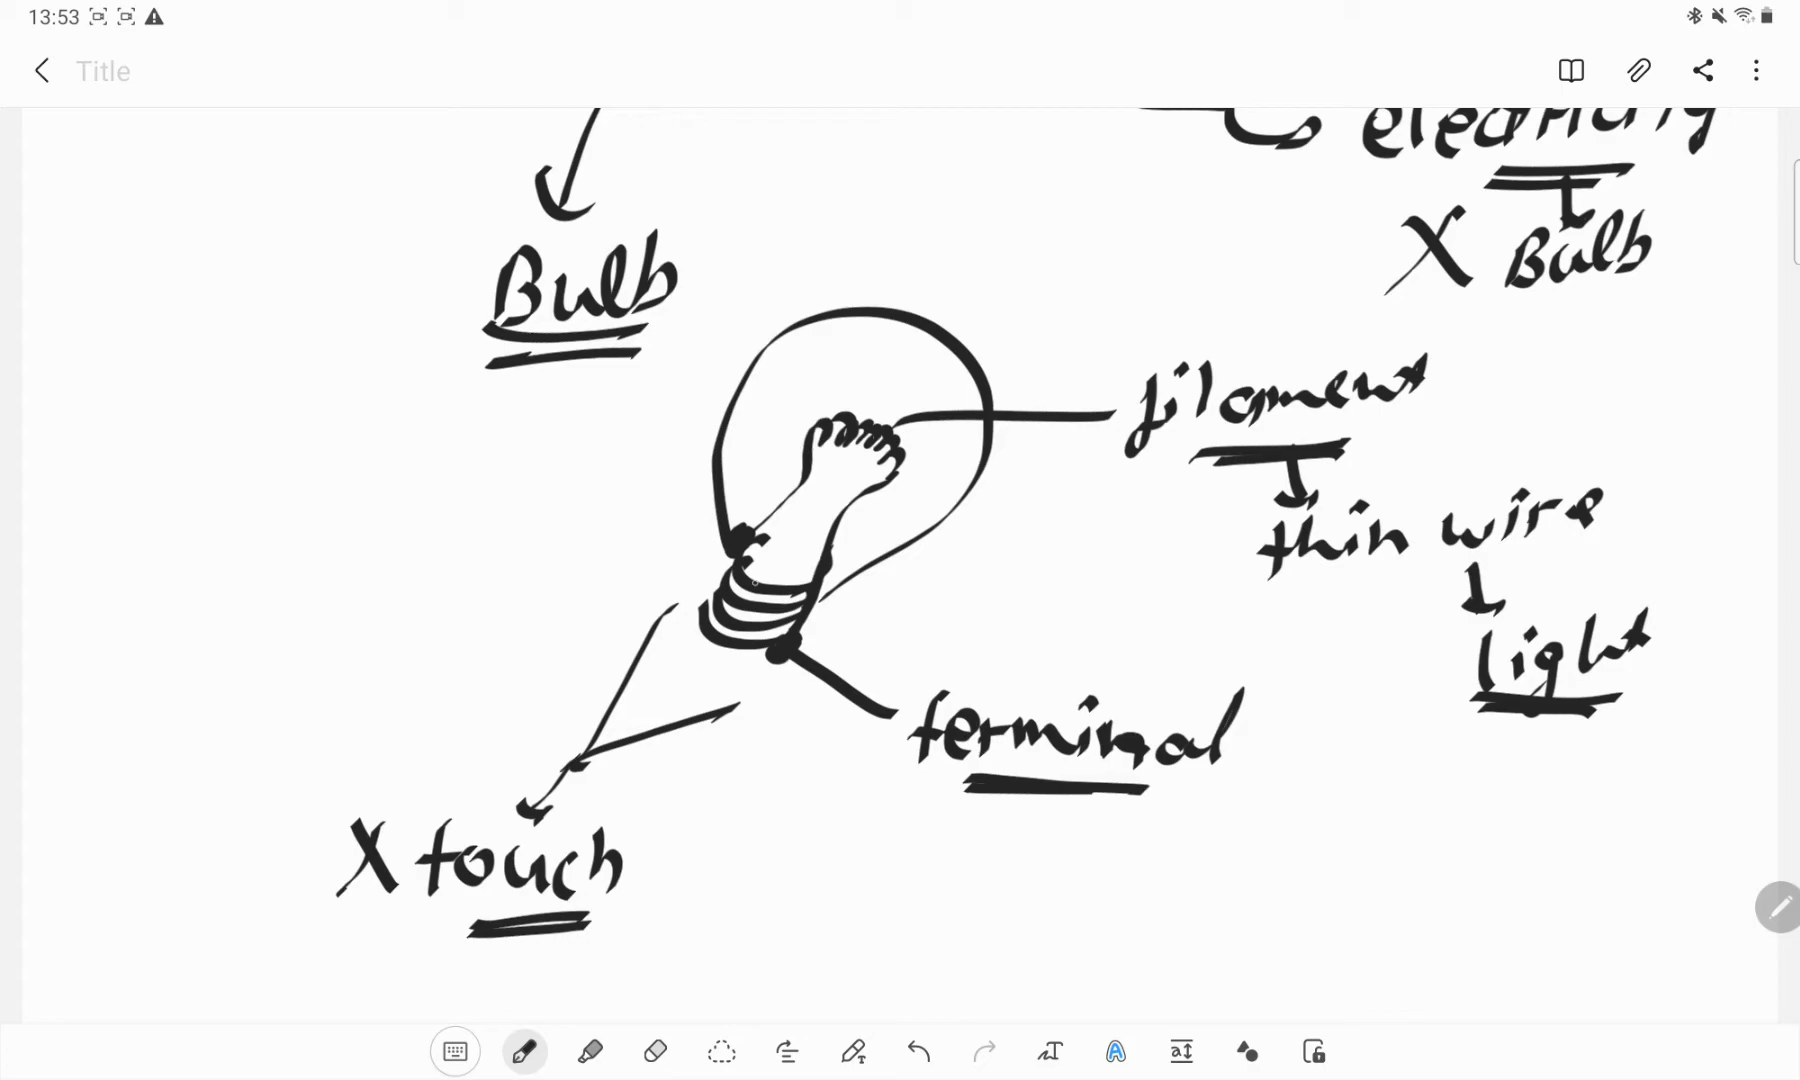 13:53
Title
electricity
X Bulb
Bulb
filament
thin wire
light
terminal
X touch